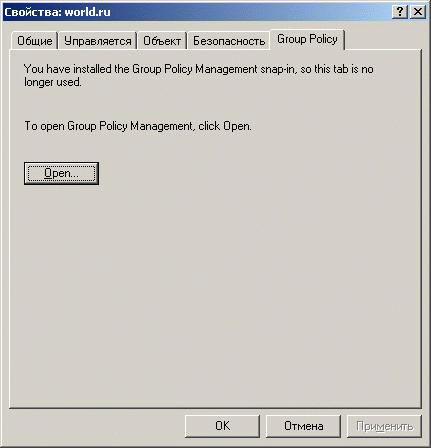 Свойства: world.ru
Общие
Управляется
Объект
Безопасность
Group Policy
You have installed the Group Policy Management snap-in, so this tab is no
longer used.
To open Group Policy Management, click Open.
Open...
OK
Отмена
Применить